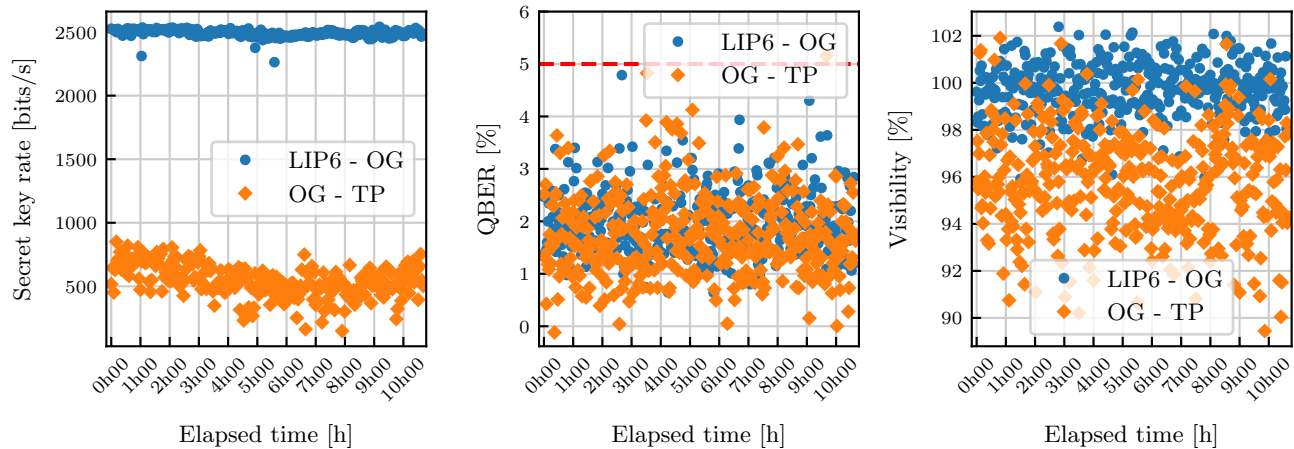 Secret key rate [bits/s]
2500
2000
1500
1000
500
LIP6 - OG
OG - TP
0h00
1h00
2h00
3h00
4h00
5h00
6h00
7h00
8h00
9h00
10h00
Elapsed time [h]
QBER [%]
6
5
4
3
2
1
0
LIP6 - OG
OG - TP
0h00
1h00
2h00
3h00
4h00
5h00
6h00
7h00
8h00
9h00
10h00
Elapsed time [h]
Visibility [%]
102
100
98
96
94
92
90
LIP6 - OG
OG - TP
0h00
1h00
2h00
3h00
4h00
5h00
6h00
7h00
8h00
9h00
10h00
Elapsed time [h]